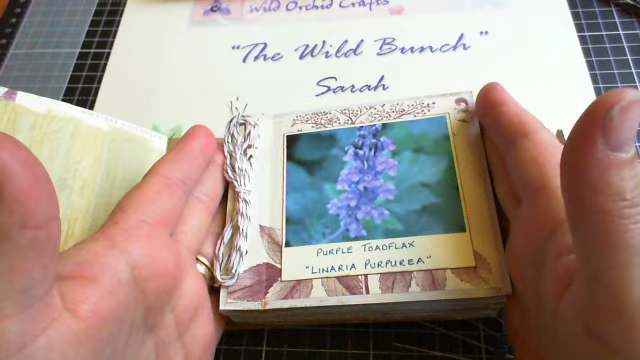 Wild Orchid Crafts
"The Wild Bunch"
Sarah
PURPLE TOADFLAX
"LINARIA PURPUREA"